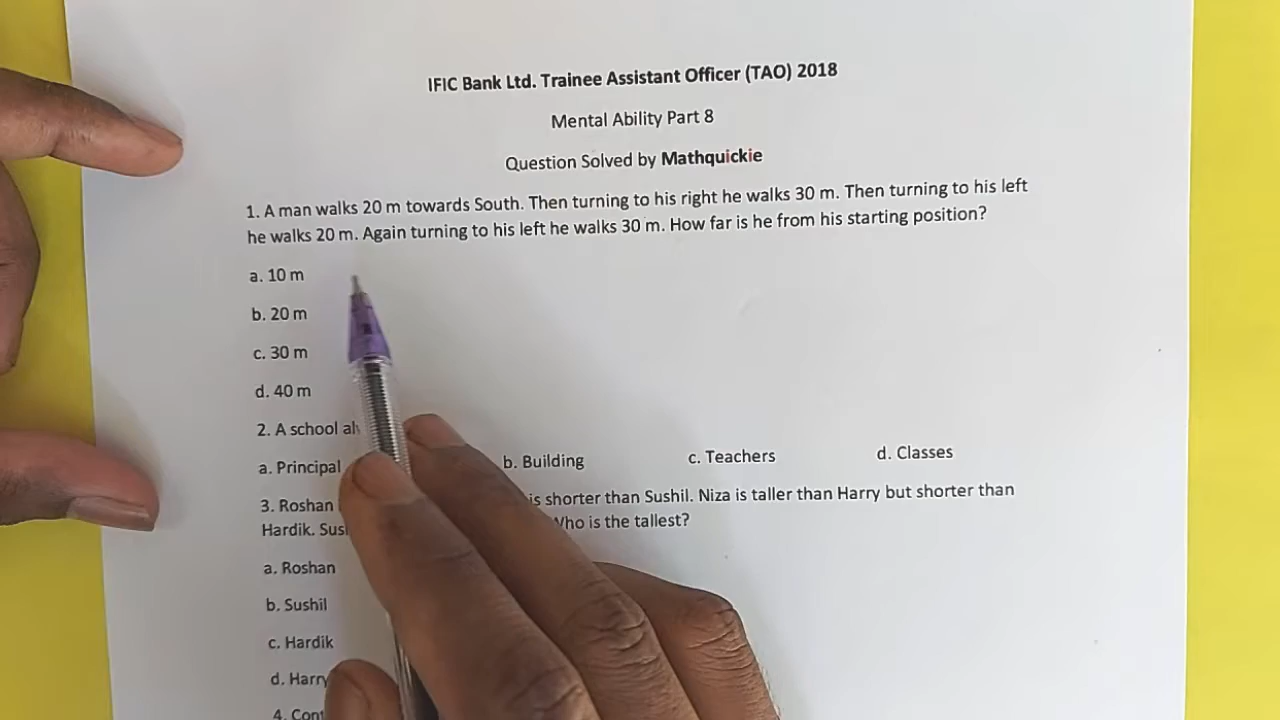 IFIC Bank Ltd. Trainee Assistant Officer (TAO) 2018
Mental Ability Part 8
Question Solved by Mathquickie
1. A man walks 20 m towards South. Then turning to his right he walks 30 m. Then turning to his left
he walks 20 m. Again turning to his left he walks 30 m. How far is he from his starting position?
a. 10 m
b. 20 m
c. 30 m
d. 40 m
2. A school
a. Principal b. Building c. Teachers d. Classes
3. Roshan is shorter than Sushil. Niza is taller than Harry but shorter than
Hardik. Who is the tallest?
a. Roshan
b. Sushil
c. Hardik
d. Harry
4.